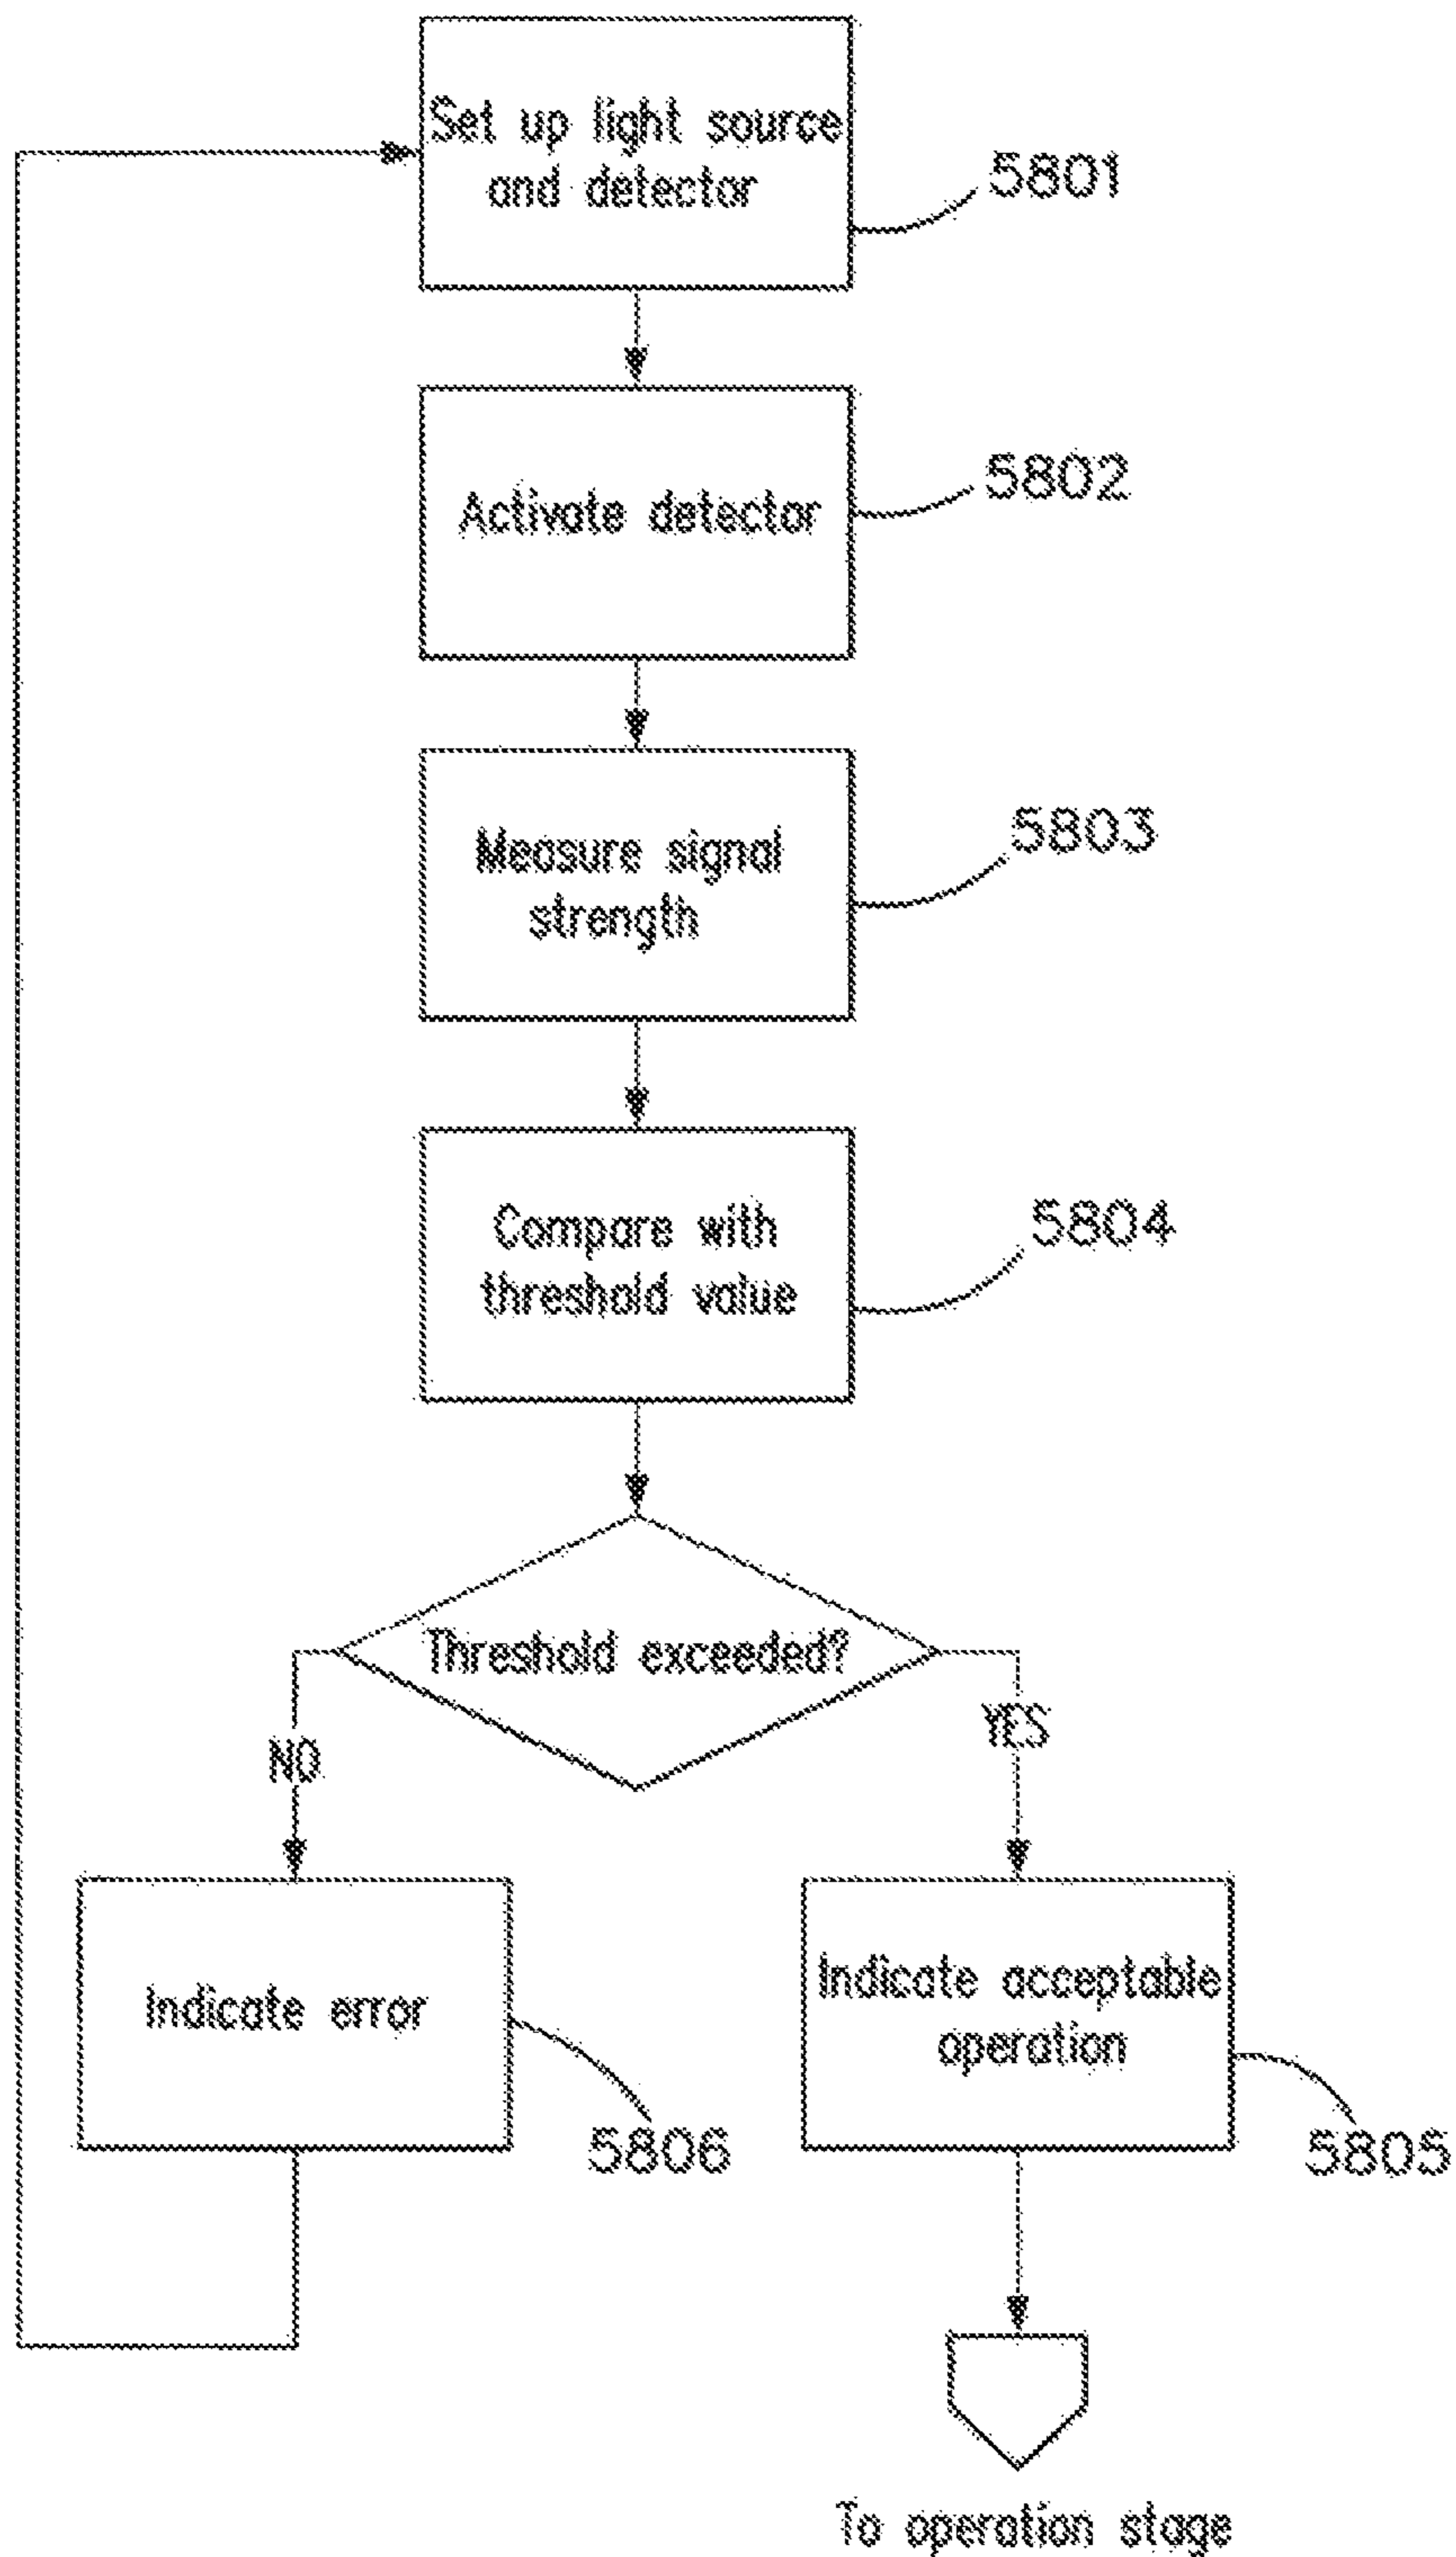 Set up light source
and detector
5801
Activate detector
5802
Measure signal
strength
5803
Compare with
threshold value
5804
Threshold exceeded?
NO
YES
Indicate error
5806
Indicate acceptable
operation
5805
To operation stage